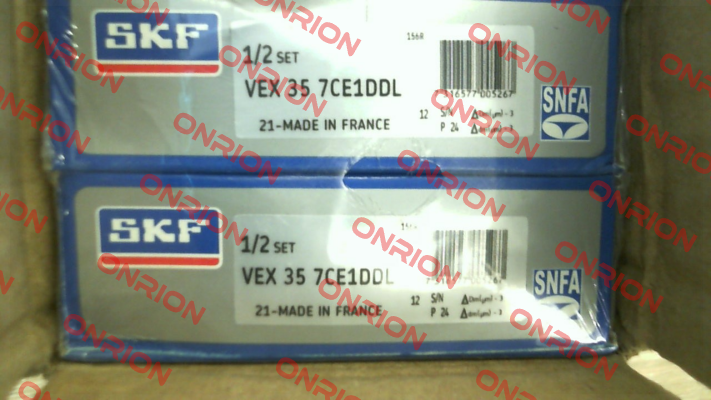 SKF
1/2 SET
156R
VEX 35 7CE1DDL
21-MADE IN FRANCE
12 S/N
P 24
SNFA
SKF
1/2 SET
VEX 35 7CE1DDL
21-MADE IN FRANCE
12 S/N
P 24
SNFA
ONRION